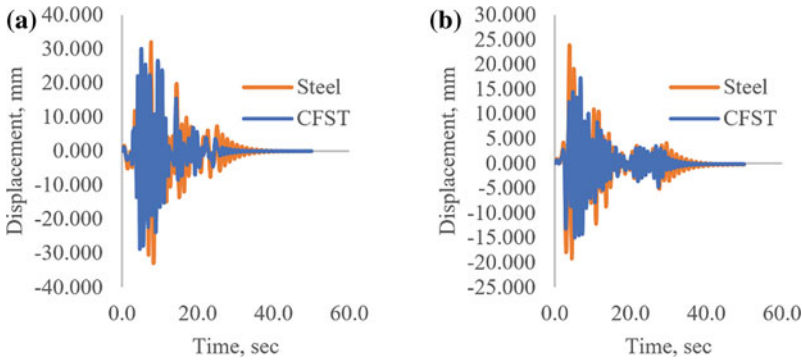 (a)
40.000
30.000
20.000
10.000
0.000
-10.000
-20.000
-30.000
-40.000
Displacement, mm
Steel
CFST
0.0 20.0 40.0 60.0
Time, sec
(b)
30.000
25.000
20.000
15.000
10.000
5.000
0.000
-5.000
-10.000
-15.000
-20.000
-25.000
Displacement, mm
Steel
CFST
0.0 20.0 40.0 60.0
Time, sec